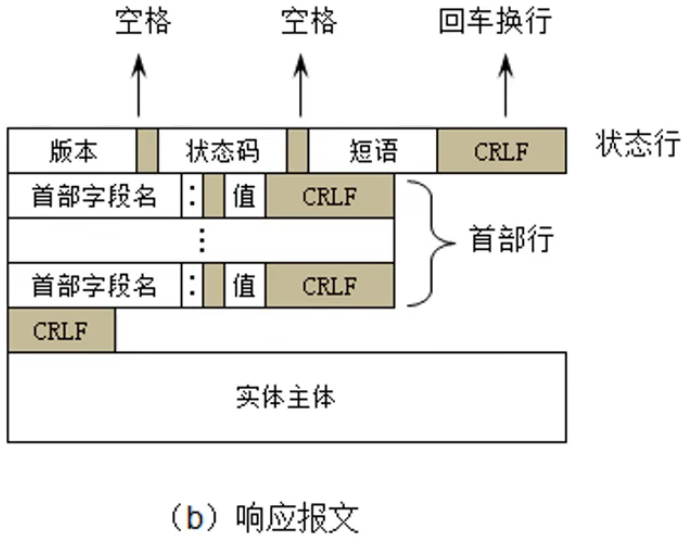 空格 空格 回车换行
版本 状态码 短语 CRLF 状态行
首部字段名 : 值 CRLF
⋮ 首部行
首部字段名 : 值 CRLF
CRLF
实体主体
（b）响应报文